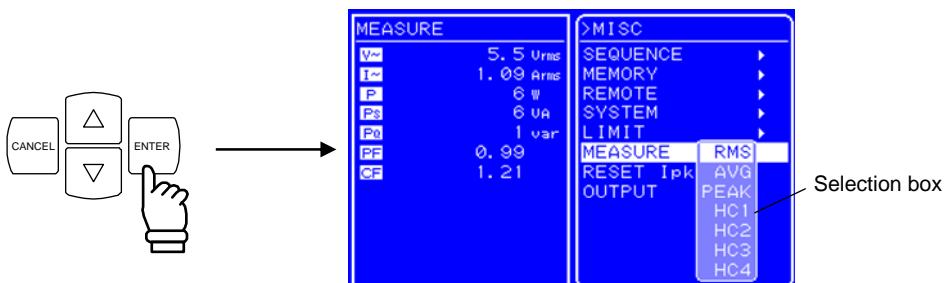 CANCEL
ENTER
MEASURE
V~ 5.5 Vrms
I~ 1.09 Arms
P 6 W
Ps 6 VA
PQ 1 var
PF 0.99
CF 1.21
>MISC
SEQUENCE
MEMORY
REMOTE
SYSTEM
LIMIT
MEASURE RMS
RESET Ipk AVG
OUTPUT PEAK
HC1
HC2
HC3
HC4
Selection box